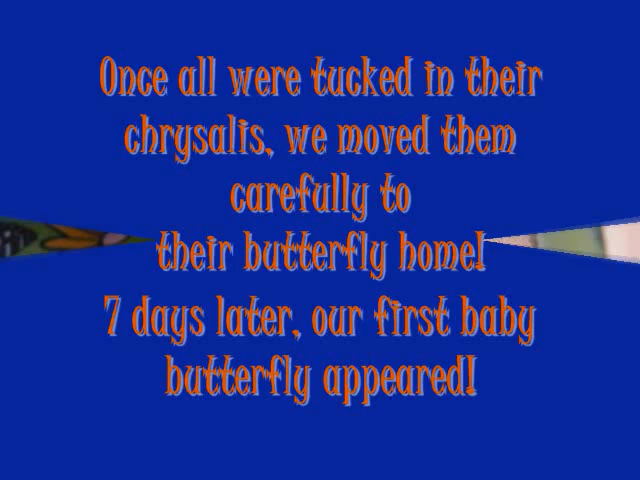 Once all were tucked in their
chrysalis, we moved them
carefully to
their butterfly home!
7 days later, our first baby
butterfly appeared!